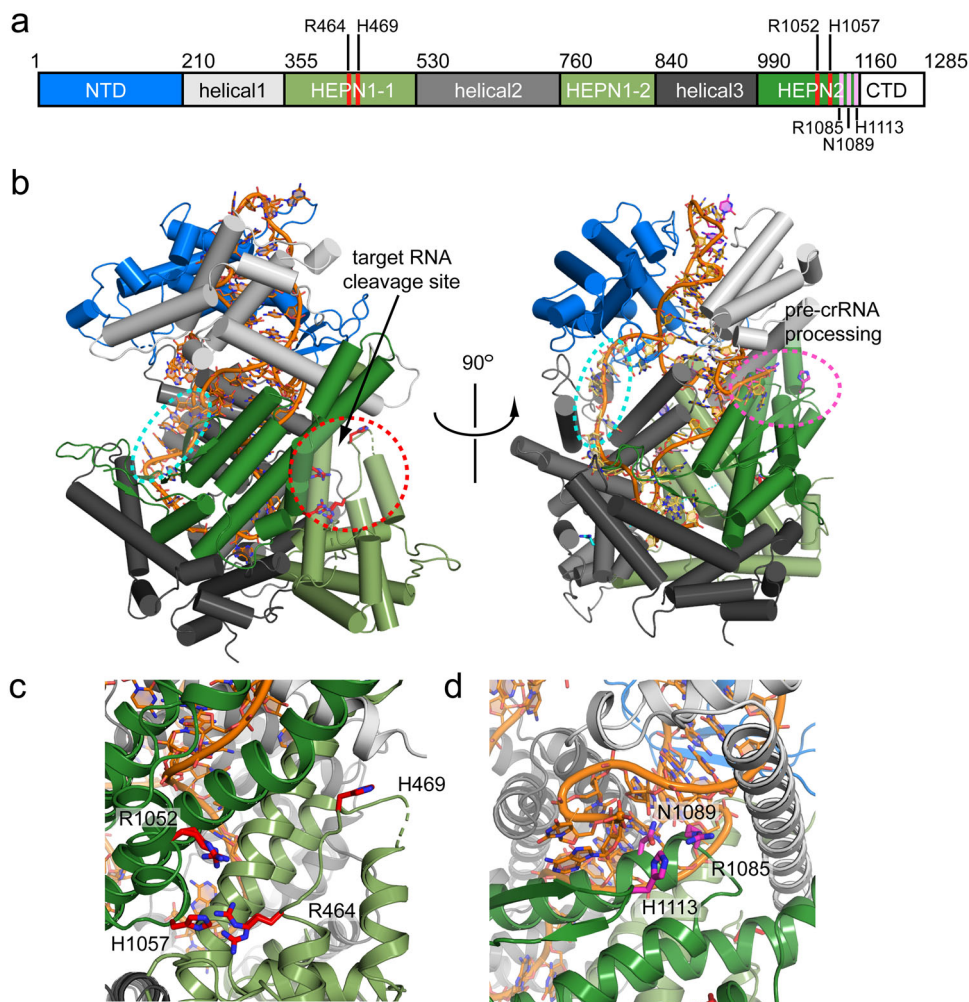 a
R464 H469 R1052 H1057
1 210 355 530 760 840 990 1160 1285
NTD helical1 HEPN1-1 helical2 HEPN1-2 helical3 HEPN2 CTD
R1085 H1113
N1089
b
target RNA
cleavage site
90°
pre-crRNA
processing
c
H469
R1052
R464
H1057
d
N1089
R1085
H1113